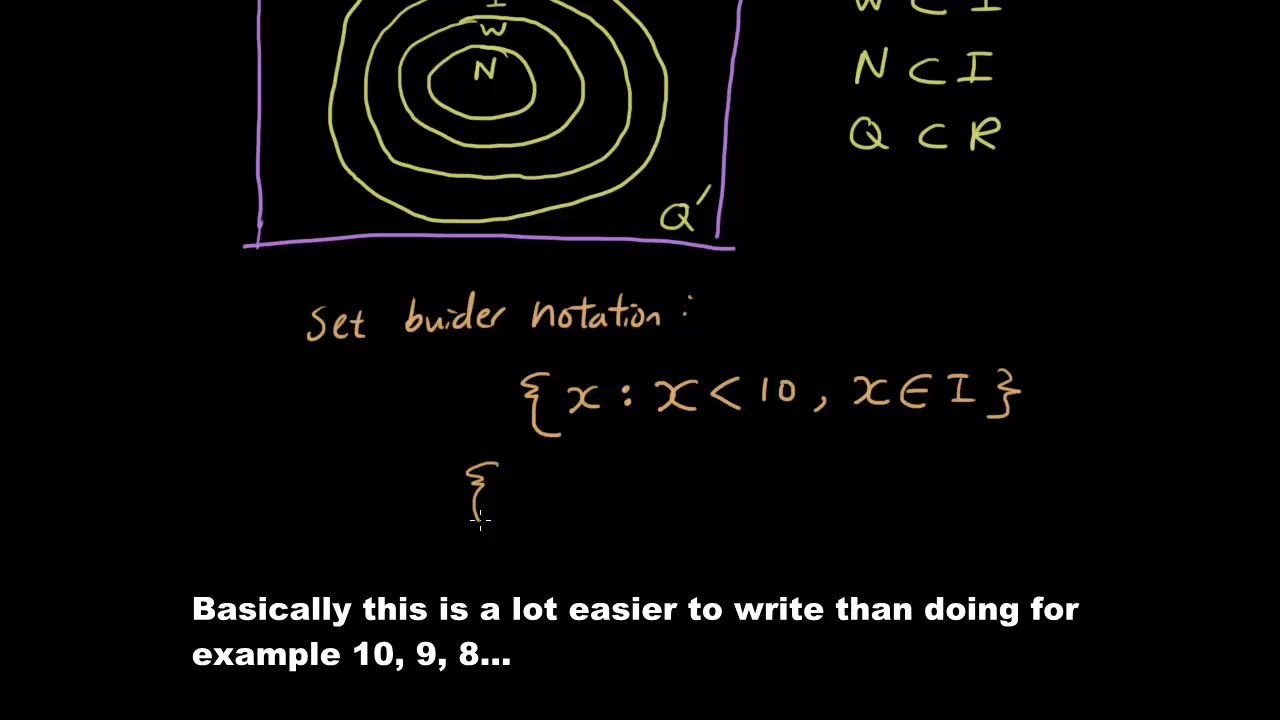 I
W ⊂ I
W
N
N ⊂ I
Q ⊂ R
Q′
Set buider notation :
{ x : x < 10 , x ∈ I }
{
Basically this is a lot easier to write than doing for
example 10, 9, 8...